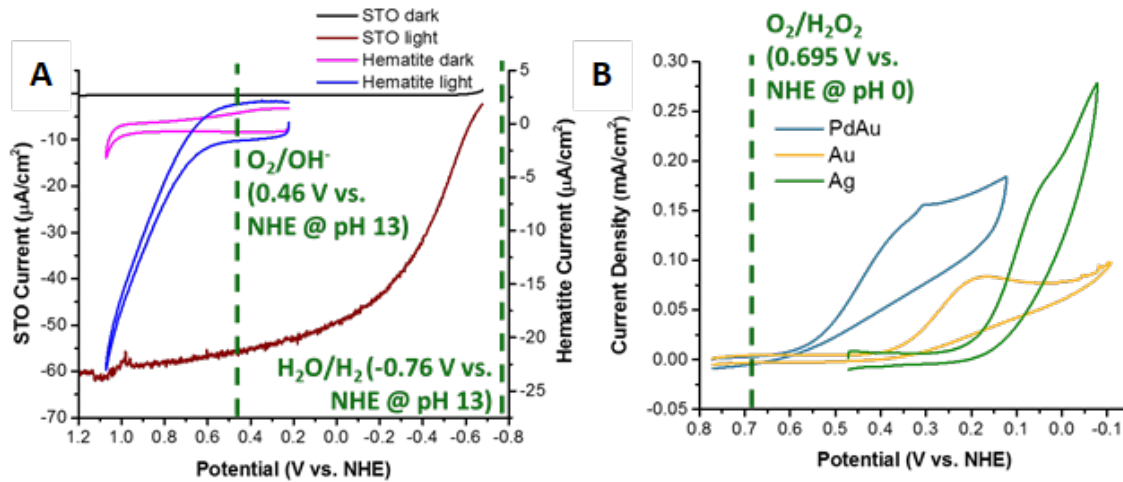 A
STO dark
STO light
Hematite dark
Hematite light
O₂/OH⁻
(0.46 V vs.
NHE @ pH 13)
H₂O/H₂ (-0.76 V vs.
NHE @ pH 13)
STO Current (μA/cm²)
-10
-20
-30
-40
-50
-60
-70
Hematite Current (μA/cm²)
5
0
-5
-10
-15
-20
-25
1.2 1.0 0.8 0.6 0.4 0.2 0.0 -0.2 -0.4 -0.6 -0.8
Potential (V vs. NHE)
B
O₂/H₂O₂
(0.695 V vs.
NHE @ pH 0)
PdAu
Au
Ag
Current Density (mA/cm²)
0.30
0.25
0.20
0.15
0.10
0.05
0.00
-0.05
0.8 0.7 0.6 0.5 0.4 0.3 0.2 0.1 0.0 -0.1
Potential (V vs. NHE)